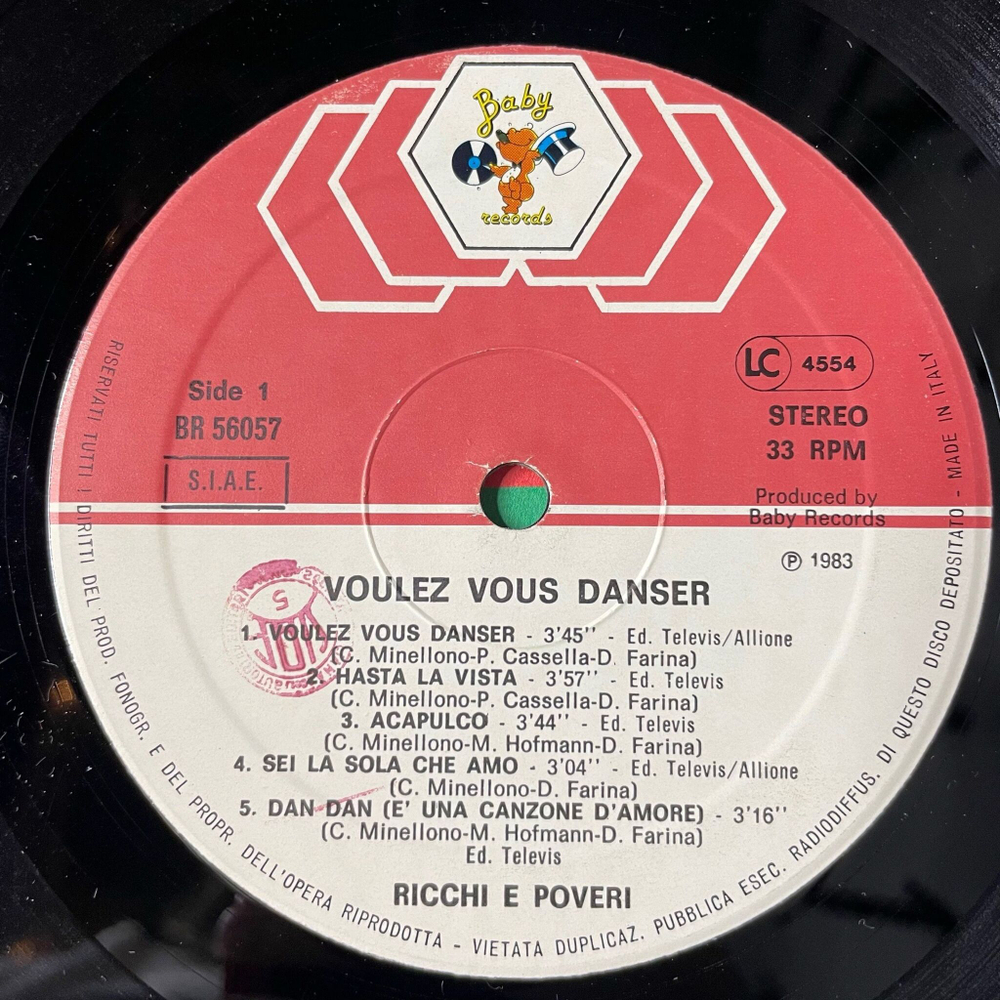 Baby
records
Side 1
BR 56057
S.I.A.E.
LC 4554
STEREO
33 RPM
Produced by
Baby Records
℗ 1983
VOULEZ VOUS DANSER
1. VOULEZ VOUS DANSER - 3'45'' - Ed. Televis/Allione
(C. Minellono-P. Cassella-D. Farina)
2. HASTA LA VISTA - 3'57'' - Ed. Televis
(C. Minellono-P. Cassella-D. Farina)
3. ACAPULCO - 3'44'' - Ed. Televis
(C. Minellono-M. Hofmann-D. Farina)
4. SEI LA SOLA CHE AMO - 3'04'' - Ed. Televis/Allione
(C. Minellono-D. Farina)
5. DAN DAN (E' UNA CANZONE D'AMORE) - 3'16''
(C. Minellono-M. Hofmann-D. Farina)
Ed. Televis
RICCHI E POVERI
RISERVATI TUTTI I DIRITTI DEL PROD. FONOGR. E DEL PROPR. DELL'OPERA RIPRODOTTA - VIETATA DUPLICAZ. PUBBLICA ESEC. RADIODIFFUS. DI QUESTO DISCO DEPOSITATO - MADE IN ITALY